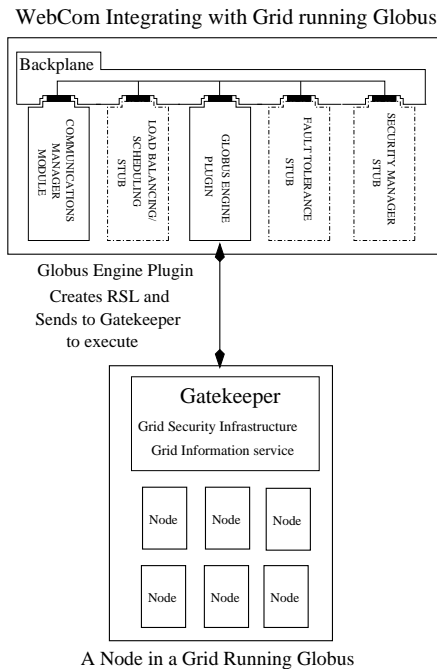 WebCom Integrating with Grid running Globus
Backplane
COMMUNICATIONS
MANAGER
MODULE
LOAD BALANCING/
SCHEDULING
STUB
GLOBUS ENGINE
PLUGIN
FAULT TOLERANCE
STUB
SECURITY MANAGER
STUB
Globus Engine Plugin
Creates RSL and
Sends to Gatekeeper
to execute
Gatekeeper
Grid Security Infrastructure
Grid Information service
Node
Node
Node
Node
Node
Node
A Node in a Grid Running Globus